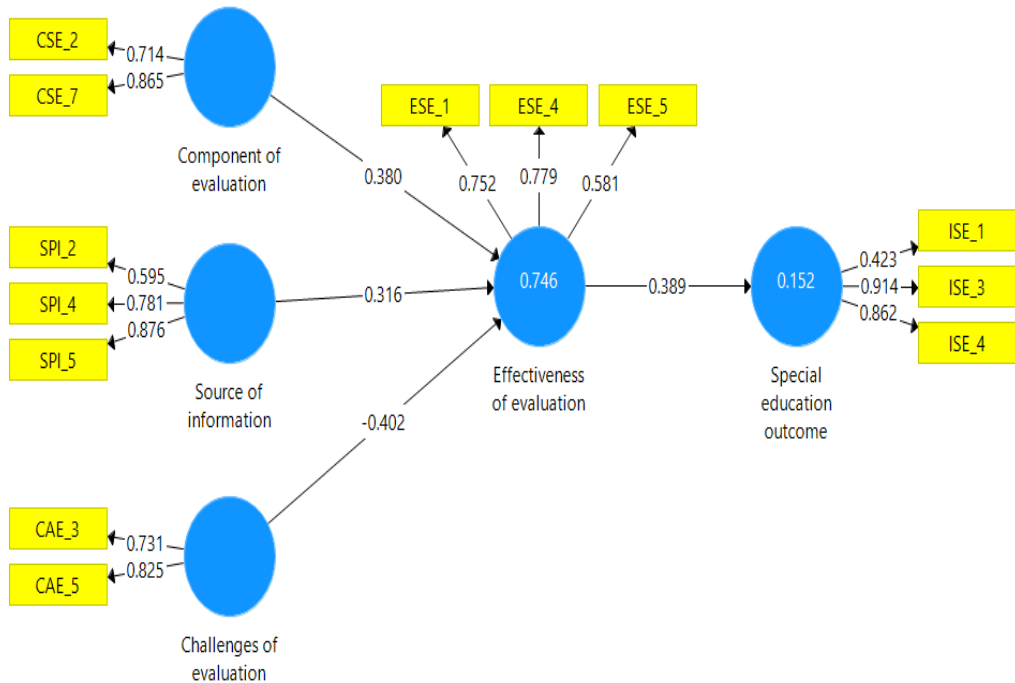 CSE_2
0.714
CSE_7
0.865
Component of
evaluation
0.380
SPI_2
0.595
SPI_4
0.781
SPI_5
0.876
Source of
information
0.316
CAE_3
0.731
CAE_5
0.825
Challenges of
evaluation
-0.402
ESE_1
ESE_4
ESE_5
0.752
0.779
0.581
0.746
Effectiveness
of evaluation
0.389
0.152
Special
education
outcome
0.423
ISE_1
0.914
ISE_3
0.862
ISE_4